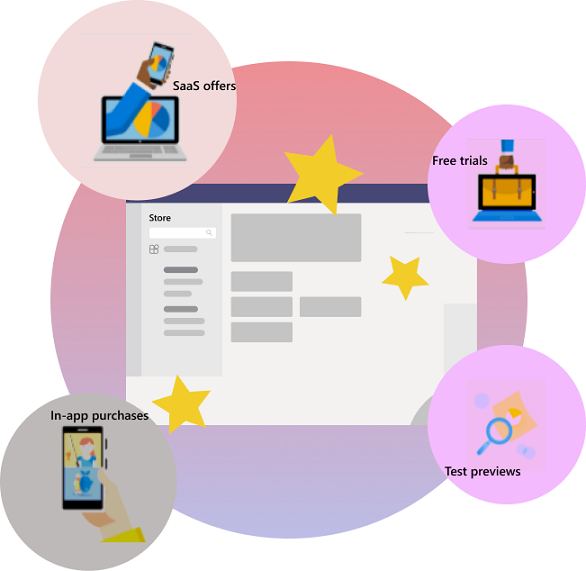 SaaS offers
Free trials
Store
In-app purchases
Test previews